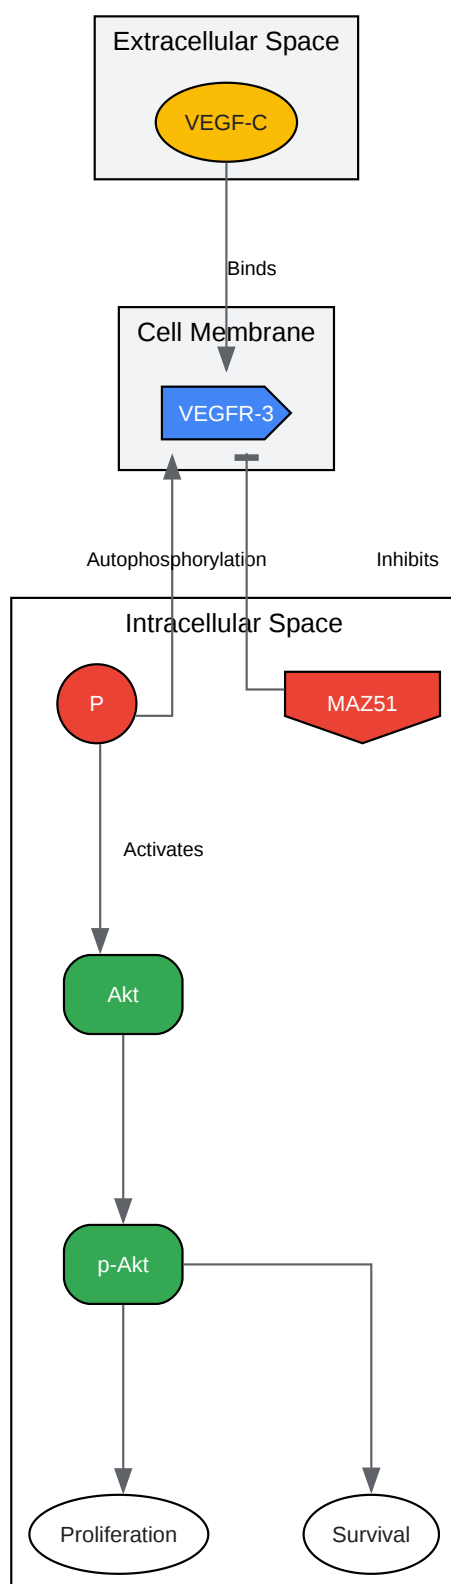 Extracellular Space
VEGF-C
Binds
Cell Membrane
VEGFR-3
Autophosphorylation
Inhibits
Intracellular Space
P
MAZ51
Activates
Akt
p-Akt
Proliferation
Survival